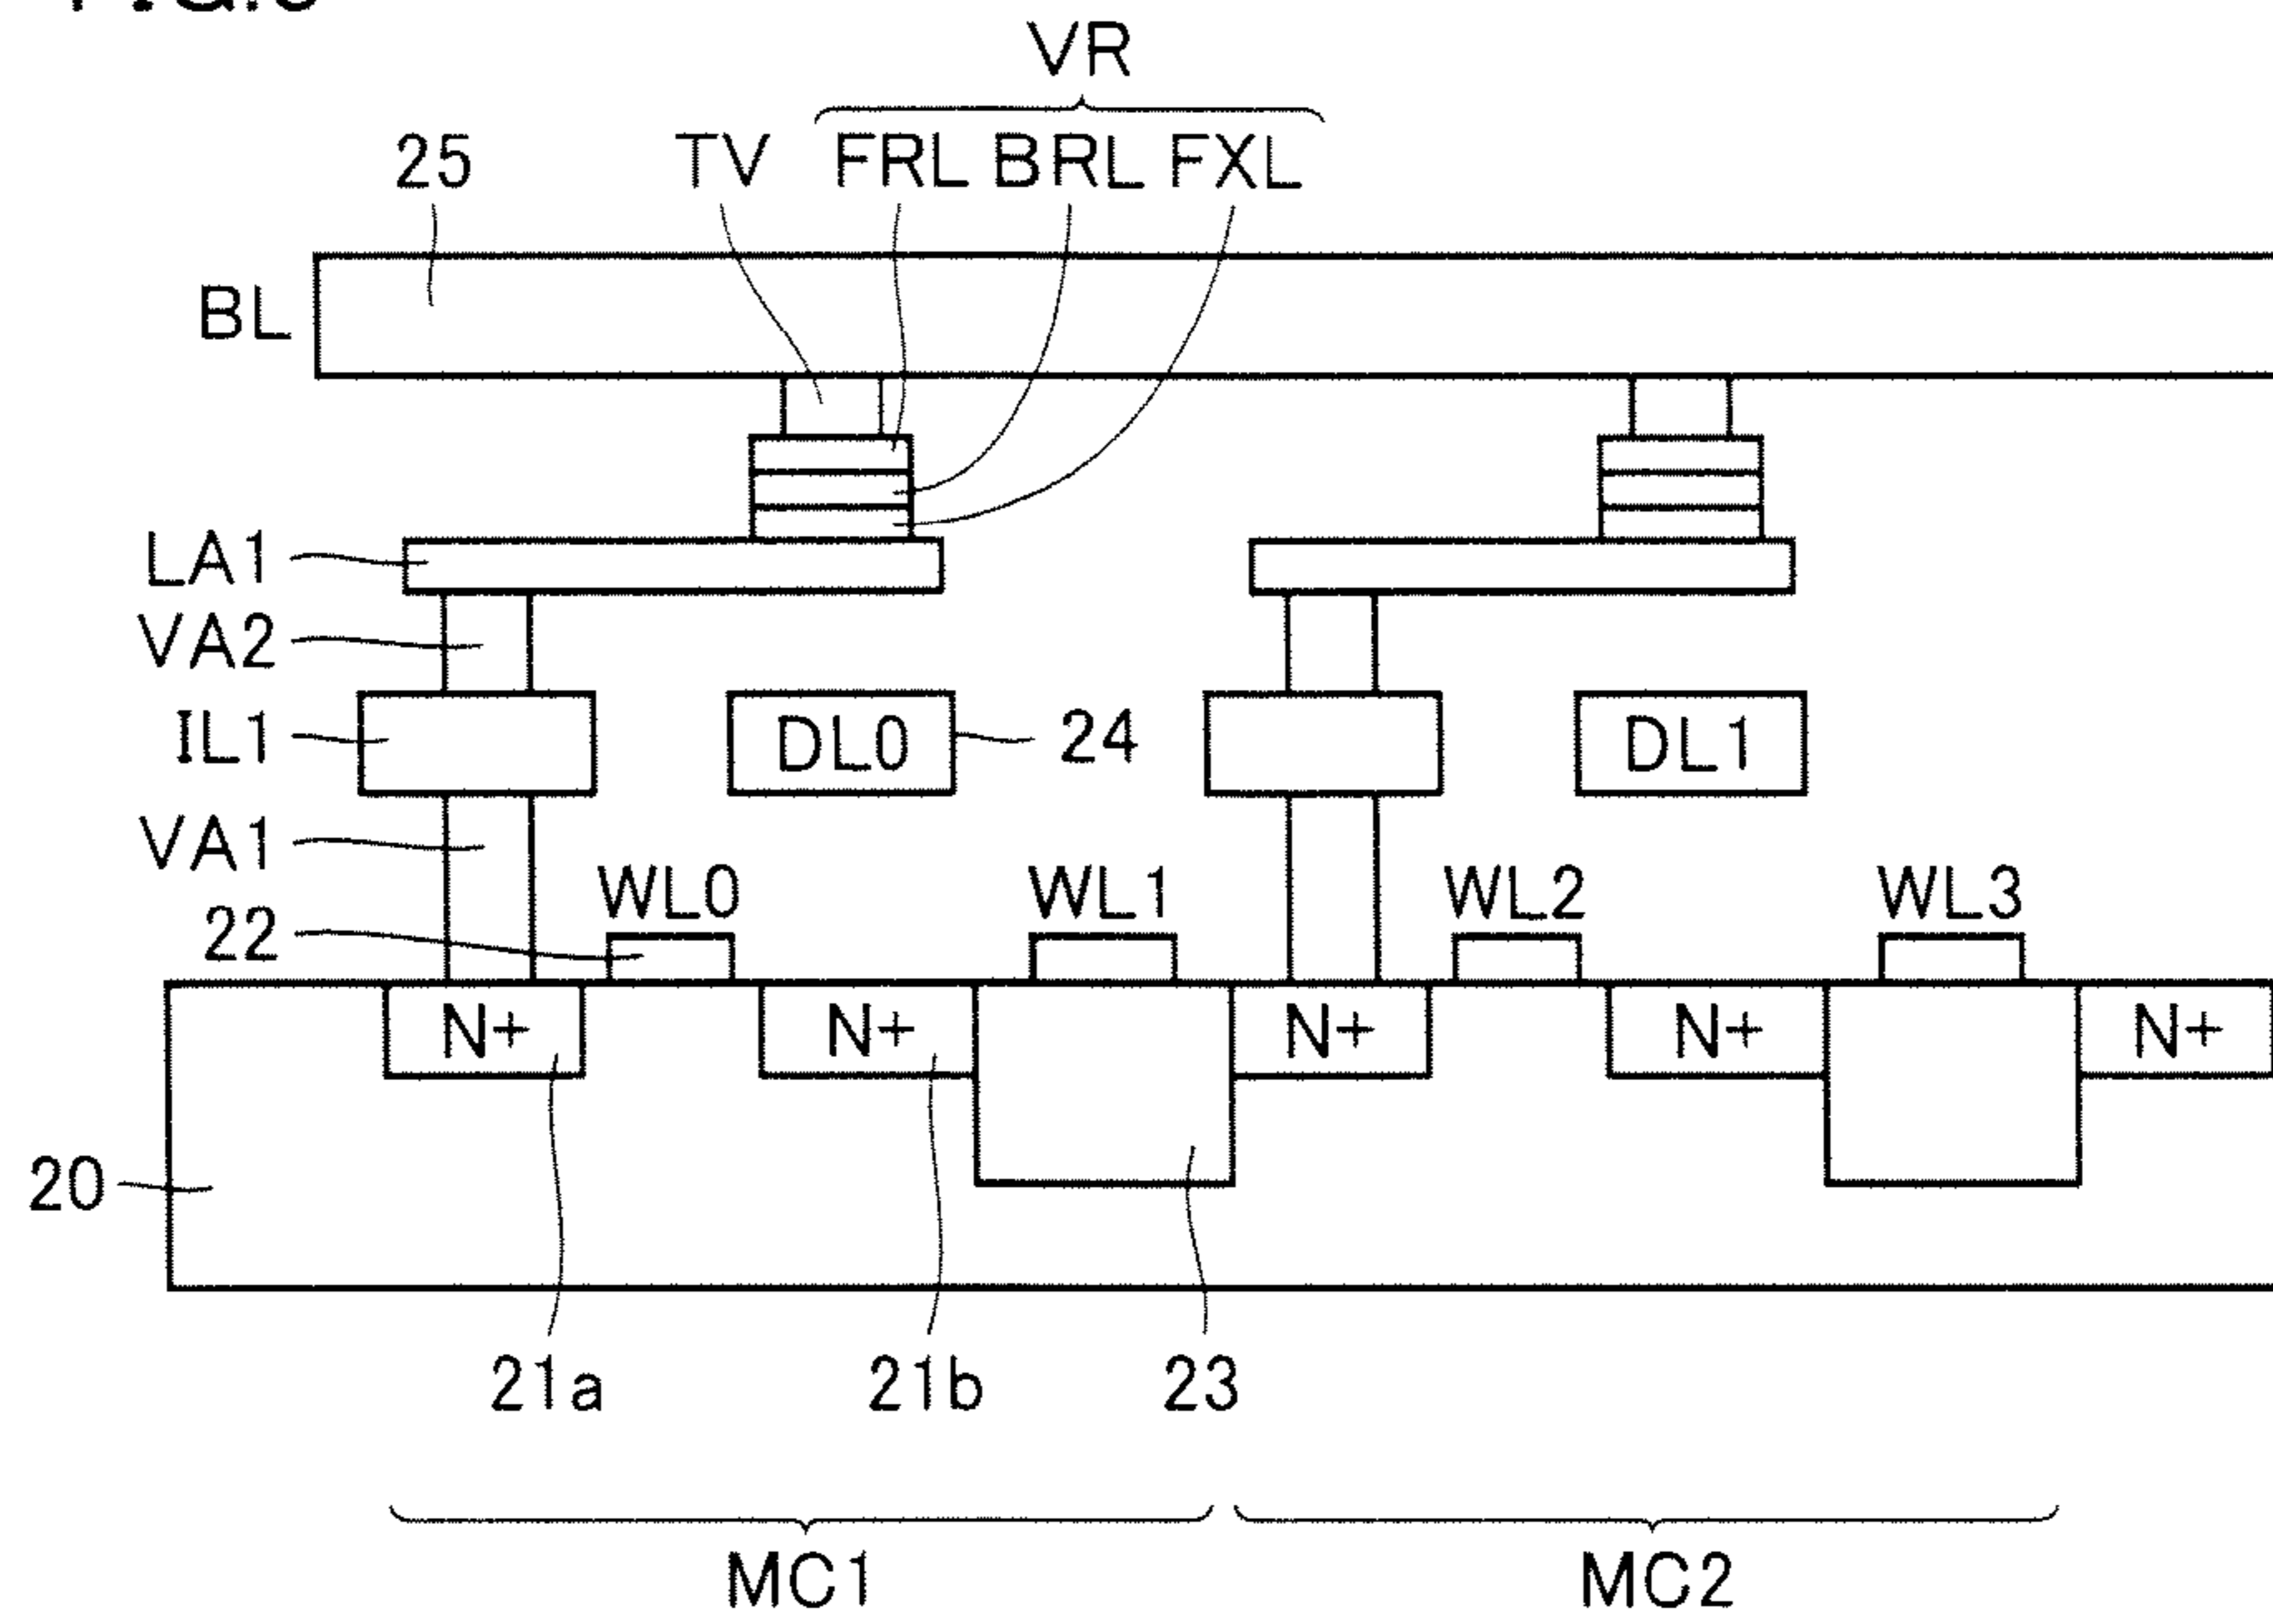 VR
25 TV FRL BRL FXL
BL
LA1
VA2
IL1 DL0 24 DL1
VA1
22 WL0 WL1 WL2 WL3
N+ N+ N+ N+ N+
20
21a 21b 23
MC1 MC2